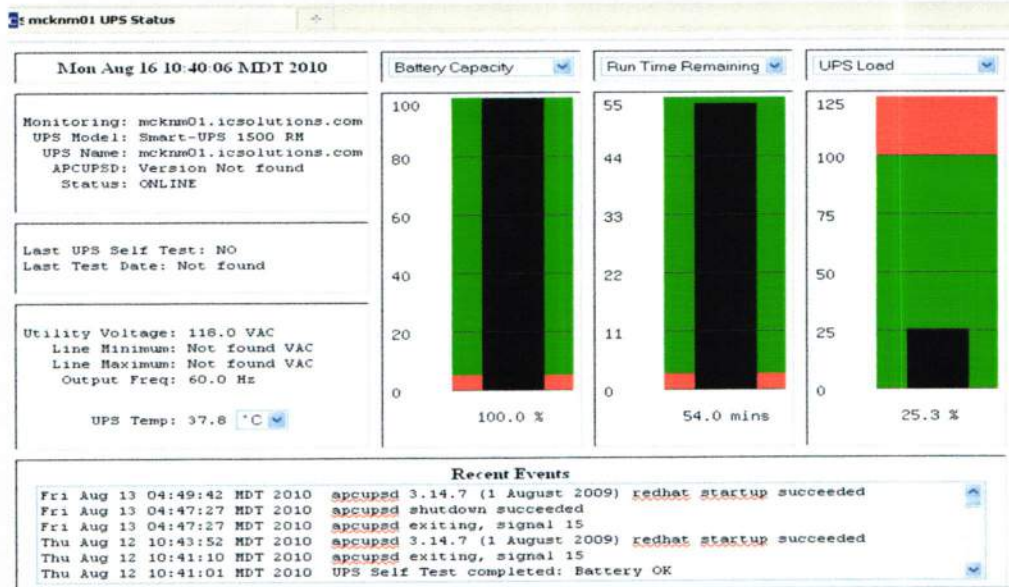 mcknm01 UPS Status
Mon Aug 16 10:40:06 MDT 2010
Monitoring: mcknm01.icsolutions.com
UPS Model: Smart-UPS 1500 RM
UPS Name: mcknm01.icsolutions.com
APCUPSD: Version Not found
Status: ONLINE
Last UPS Self Test: NO
Last Test Date: Not found
Utility Voltage: 118.0 VAC
Line Minimum: Not found VAC
Line Maximum: Not found VAC
Output Freq: 60.0 Hz
UPS Temp: 37.8 °C
Battery Capacity
100
80
60
40
20
0
100.0 %
Run Time Remaining
55
44
33
22
11
0
54.0 mins
UPS Load
125
100
75
50
25
0
25.3 %
Recent Events
Fri Aug 13 04:49:42 MDT 2010 apcupsd 3.14.7 (1 August 2009) redhat startup succeeded
Fri Aug 13 04:47:27 MDT 2010 apcupsd shutdown succeeded
Fri Aug 13 04:47:27 MDT 2010 apcupsd exiting, signal 15
Thu Aug 12 10:43:52 MDT 2010 apcupsd 3.14.7 (1 August 2009) redhat startup succeeded
Thu Aug 12 10:41:10 MDT 2010 apcupsd exiting, signal 15
Thu Aug 12 10:41:01 MDT 2010 UPS Self Test completed: Battery OK